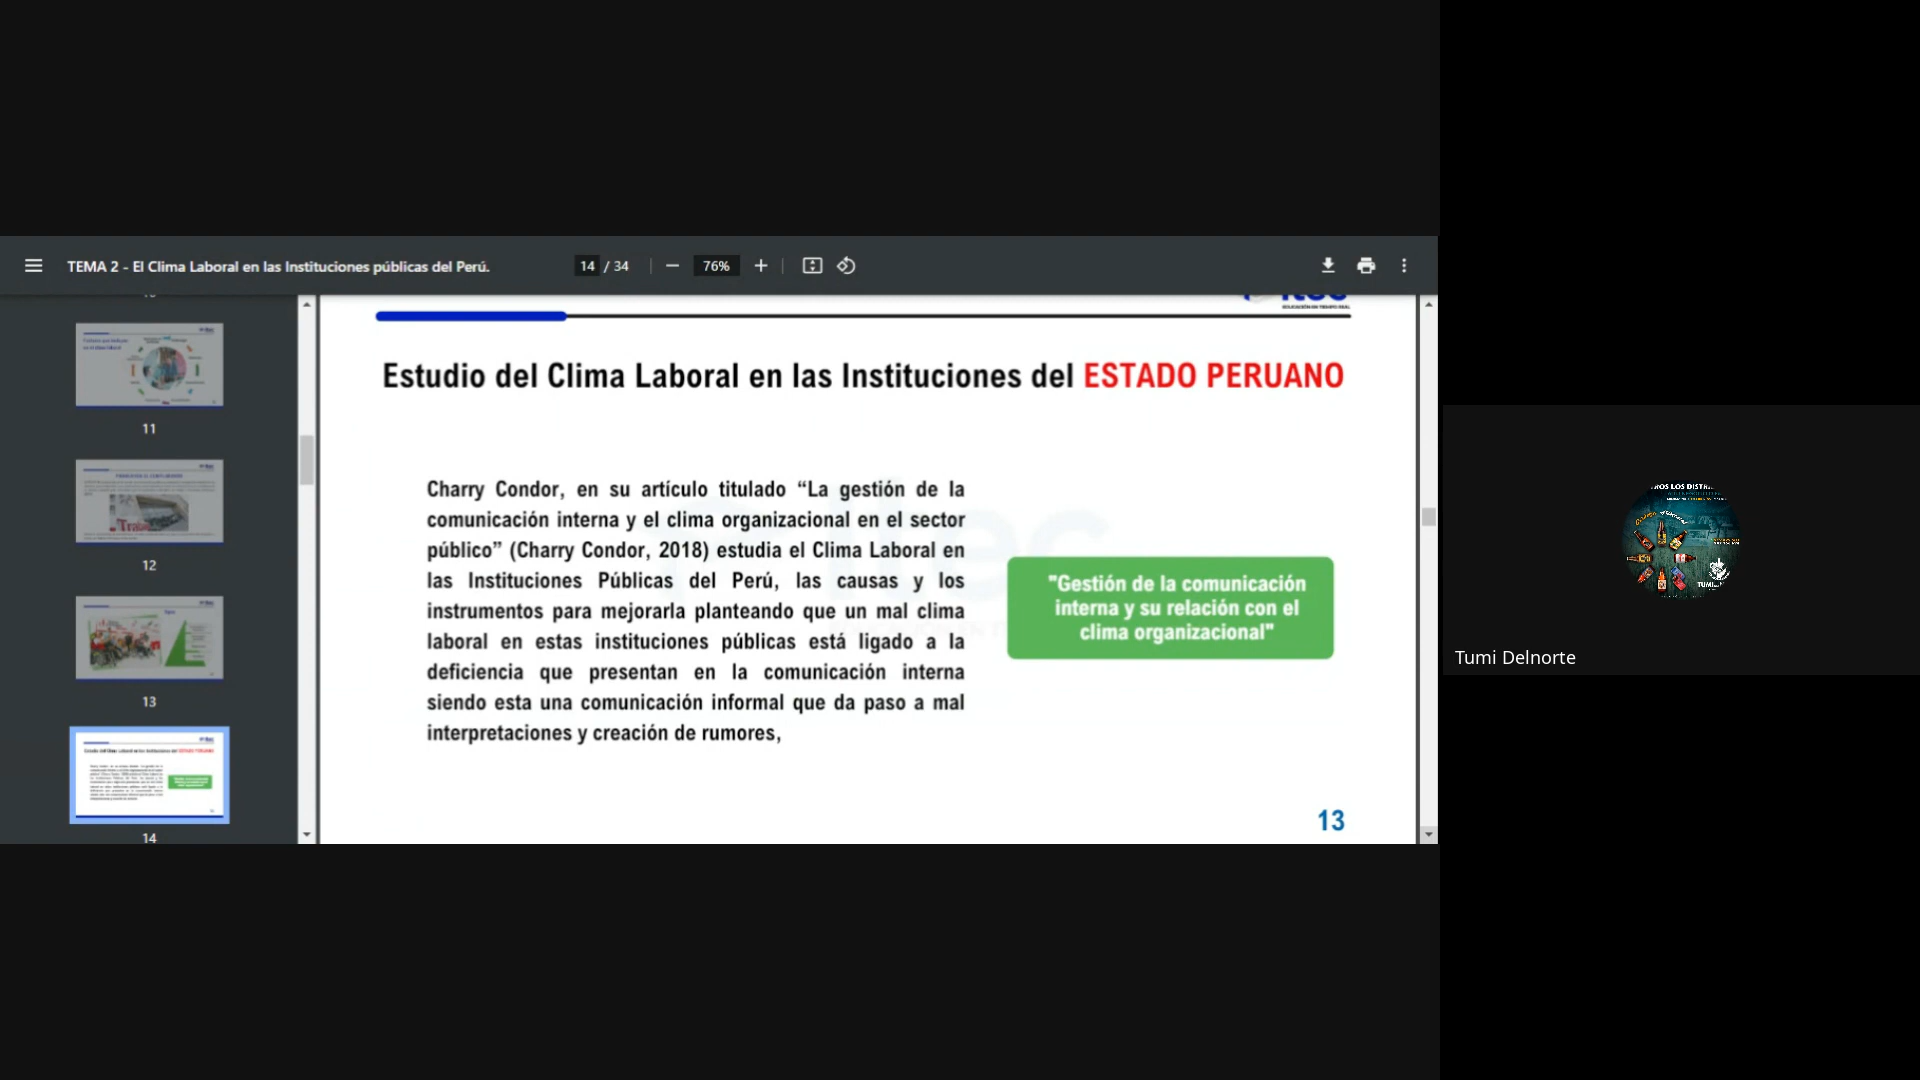 TEMA 2 - El Clima Laboral en las Instituciones públicas del Perú.
14 / 34
76%
11
12
13
14
itec
EDUCACIÓN EN TIEMPO REAL
Estudio del Clima Laboral en las Instituciones del ESTADO PERUANO
Charry Condor, en su artículo titulado “La gestión de la
comunicación interna y el clima organizacional en el sector
público” (Charry Condor, 2018) estudia el Clima Laboral en
las Instituciones Públicas del Perú, las causas y los
instrumentos para mejorarla planteando que un mal clima
laboral en estas instituciones públicas está ligado a la
deficiencia que presentan en la comunicación interna
siendo esta una comunicación informal que da paso a mal
interpretaciones y creación de rumores,
"Gestión de la comunicación
interna y su relación con el
clima organizacional"
13
Tumi Delnorte